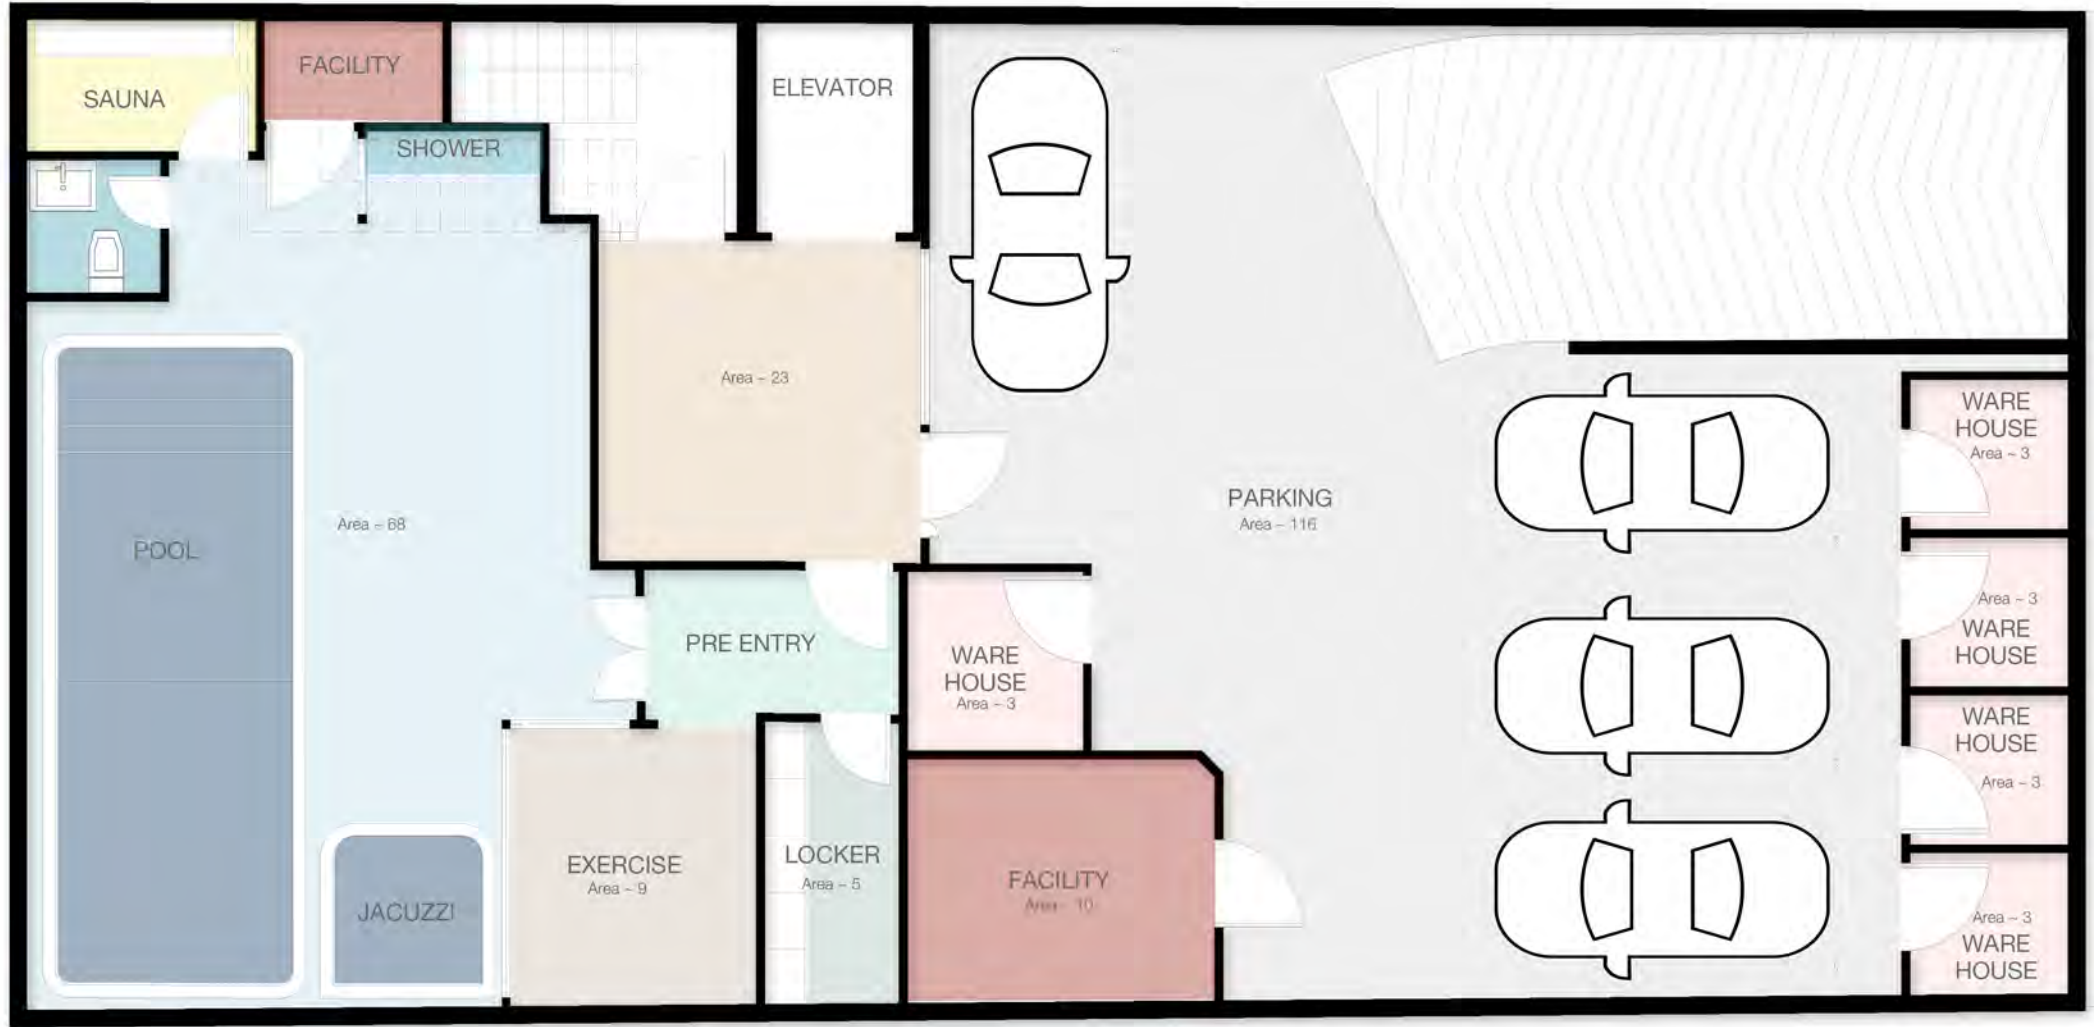 SAUNA
FACILITY
SHOWER
ELEVATOR
Area ~ 23
POOL
Area ~ 68
PRE ENTRY
JACUZZI
EXERCISE
Area ~ 9
LOCKER
Area ~ 5
WARE
HOUSE
Area ~ 3
FACILITY
Area ~ 10
PARKING
Area ~ 116
WARE
HOUSE
Area ~ 3
Area ~ 3
WARE
HOUSE
WARE
HOUSE
Area ~ 3
Area ~ 3
WARE
HOUSE